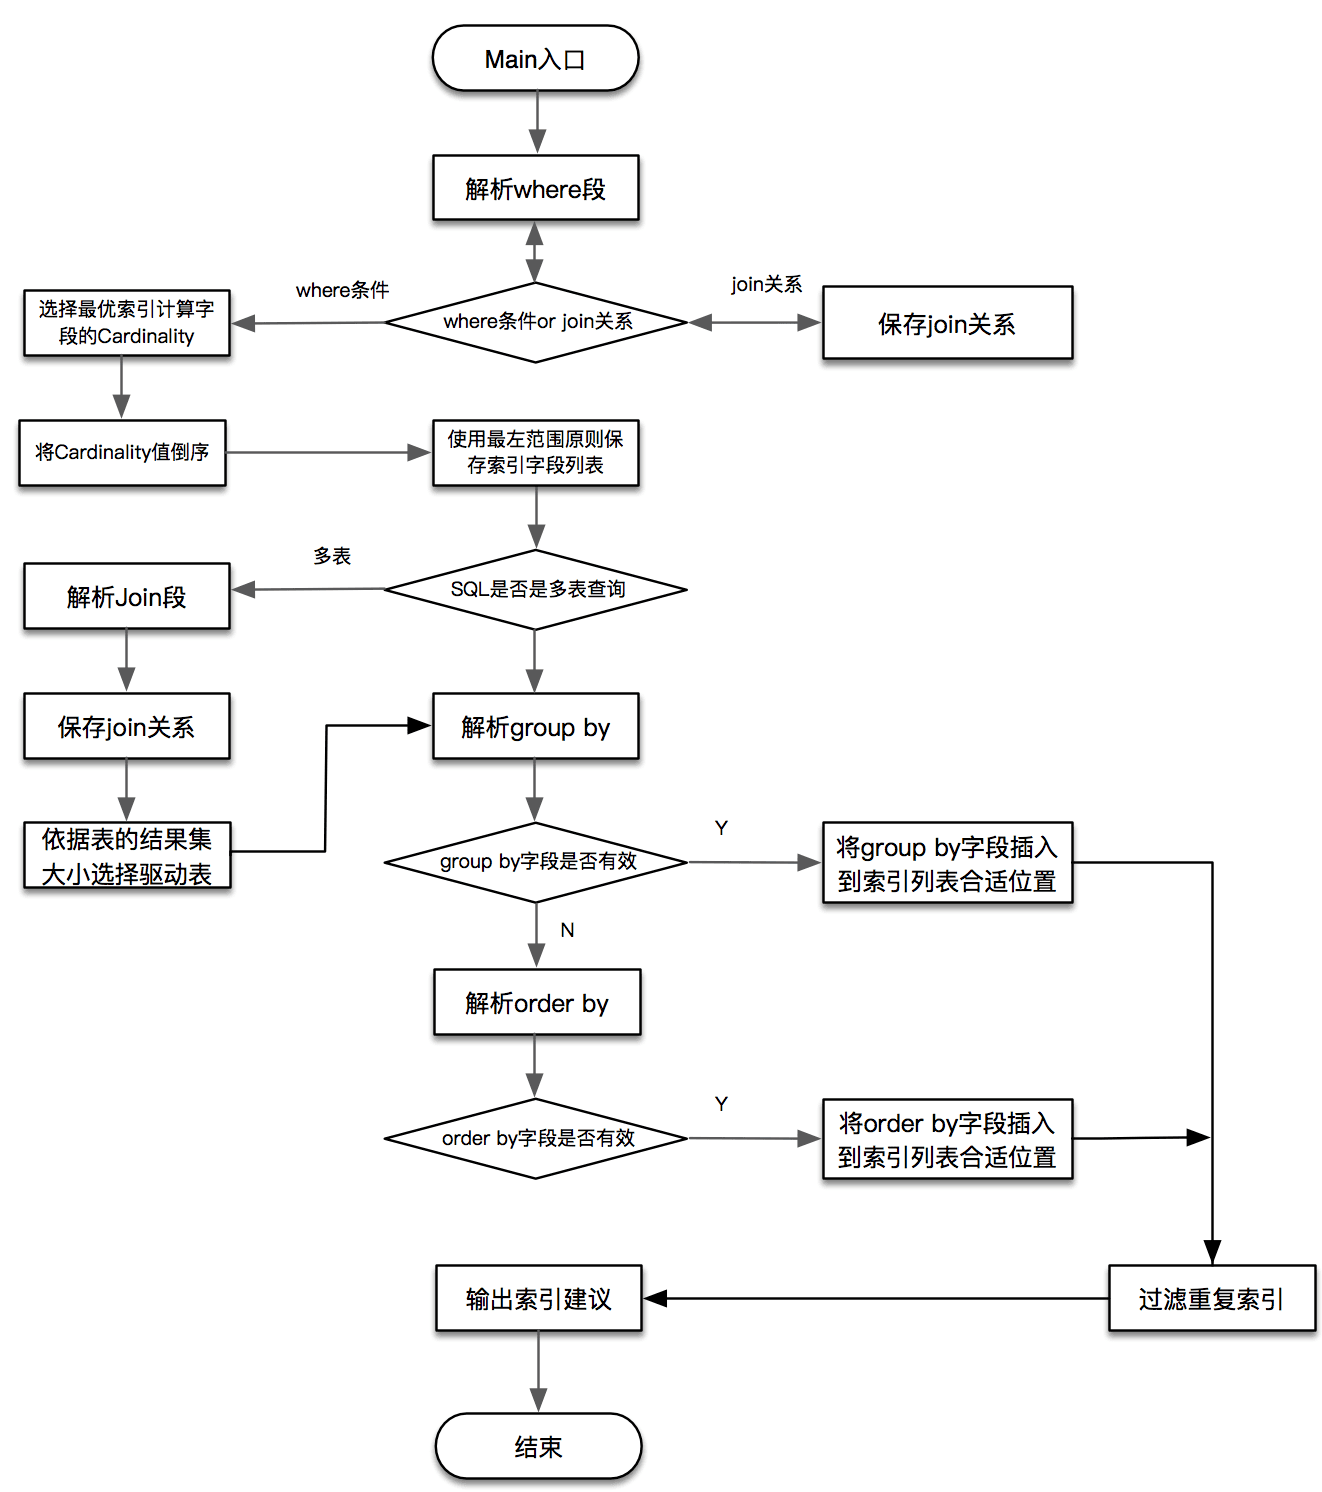 Main入口
解析where段
where条件
join关系
选择最优索引计算字
段的Cardinality
where条件or join关系
保存join关系
将Cardinality值倒序
使用最左范围原则保
存索引字段列表
多表
解析Join段
SQL是否是多表查询
保存join关系
解析group by
依据表的结果集
大小选择驱动表
group by字段是否有效
Y
将group by字段插入
到索引列表合适位置
N
解析order by
order by字段是否有效
Y
将order by字段插入
到索引列表合适位置
输出索引建议
过滤重复索引
结束